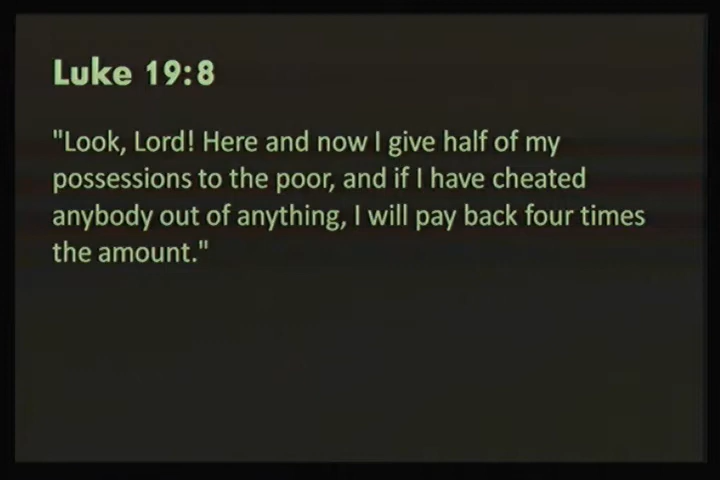 Luke 19:8
"Look, Lord! Here and now I give half of my
possessions to the poor, and if I have cheated
anybody out of anything, I will pay back four times
the amount."